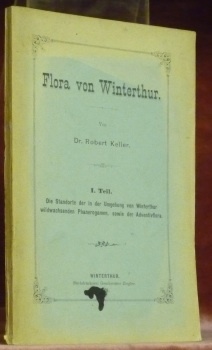 Flora von Winterthur.
Von
Dr. Robert Keller.
I. Teil.
Die Standorte der in der Umgebung von Winterthur
wildwachsenden Phanerogamen, sowie der Adventivflora.
WINTERTHUR.